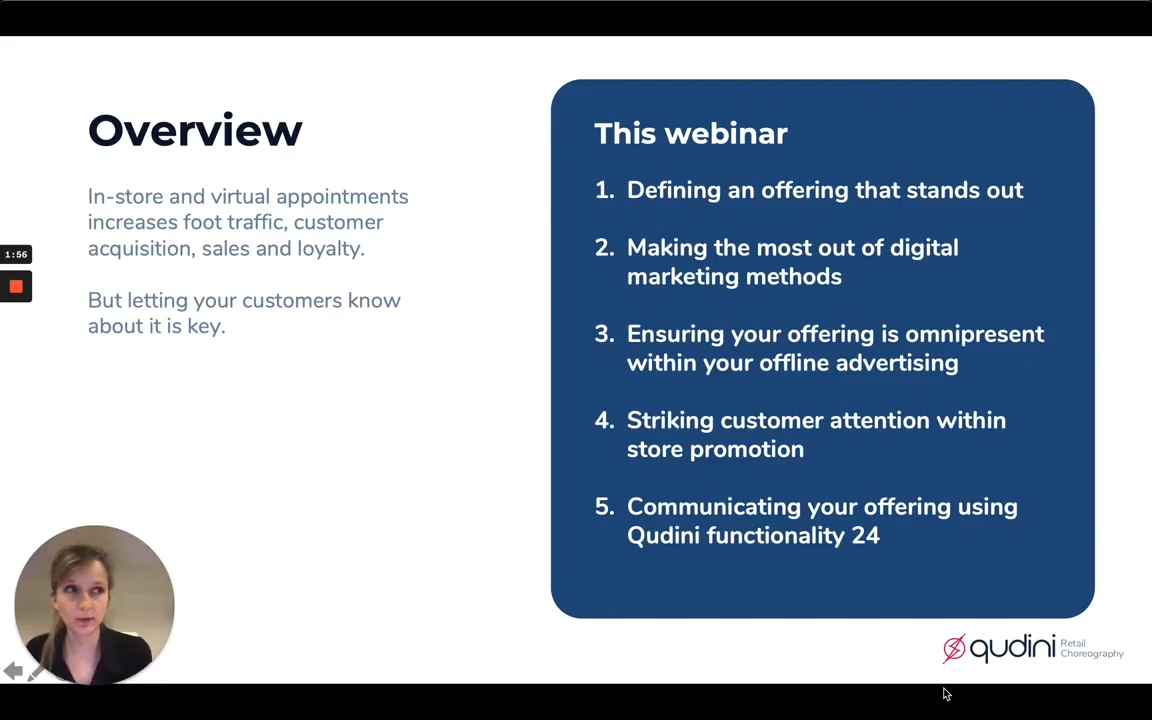 Overview
In-store and virtual appointments
increases foot traffic, customer
acquisition, sales and loyalty.
But letting your customers know
about it is key.
1:56
This webinar
1. Defining an offering that stands out
2. Making the most out of digital
marketing methods
3. Ensuring your offering is omnipresent
within your offline advertising
4. Striking customer attention within
store promotion
5. Communicating your offering using
Qudini functionality 24
qudini Retail
Choreography